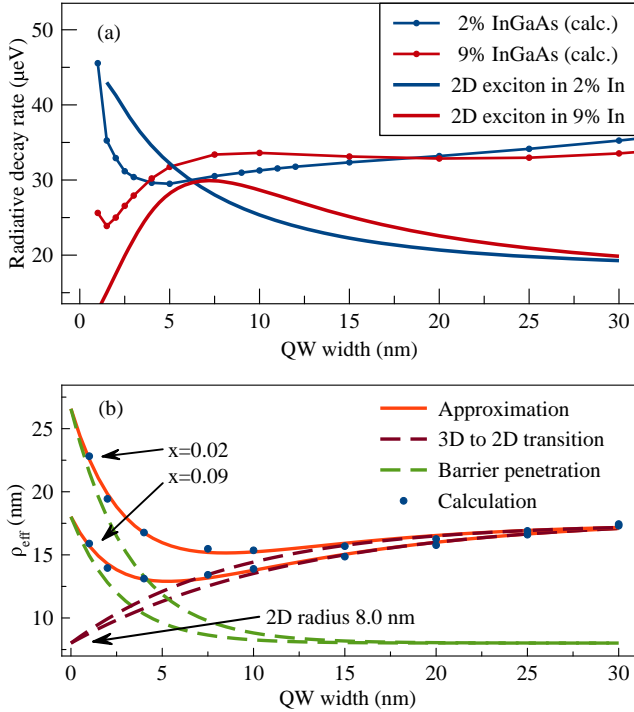 (a)
2% InGaAs (calc.)
9% InGaAs (calc.)
2D exciton in 2% In
2D exciton in 9% In
Radiative decay rate (μeV)
50
40
30
20
0 5 10 15 20 25 30
QW width (nm)
(b)
x=0.02
x=0.09
Approximation
3D to 2D transition
Barrier penetration
Calculation
2D radius 8.0 nm
ρeff (nm)
25
20
15
10
0 5 10 15 20 25 30
QW width (nm)